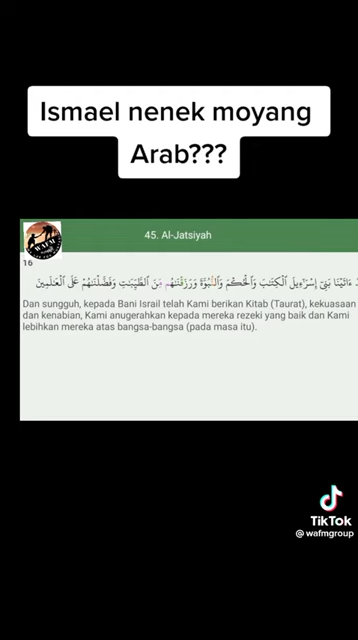 Ismael nenek moyang
Arab???
WAFM
45. Al-Jatsiyah
16
ءَاتَيْنَا بَنِىٓ إِسْرَٰٓءِيلَ ٱلْكِتَٰبَ وَٱلْحُكْمَ وَٱلنُّبُوَّةَ وَرَزَقْنَٰهُم مِّنَ ٱلطَّيِّبَٰتِ وَفَضَّلْنَٰهُمْ عَلَى ٱلْعَٰلَمِينَ
Dan sungguh, kepada Bani Israil telah Kami berikan Kitab (Taurat), kekuasaan
dan kenabian, Kami anugerahkan kepada mereka rezeki yang baik dan Kami
lebihkan mereka atas bangsa-bangsa (pada masa itu).
TikTok
@wafmgroup